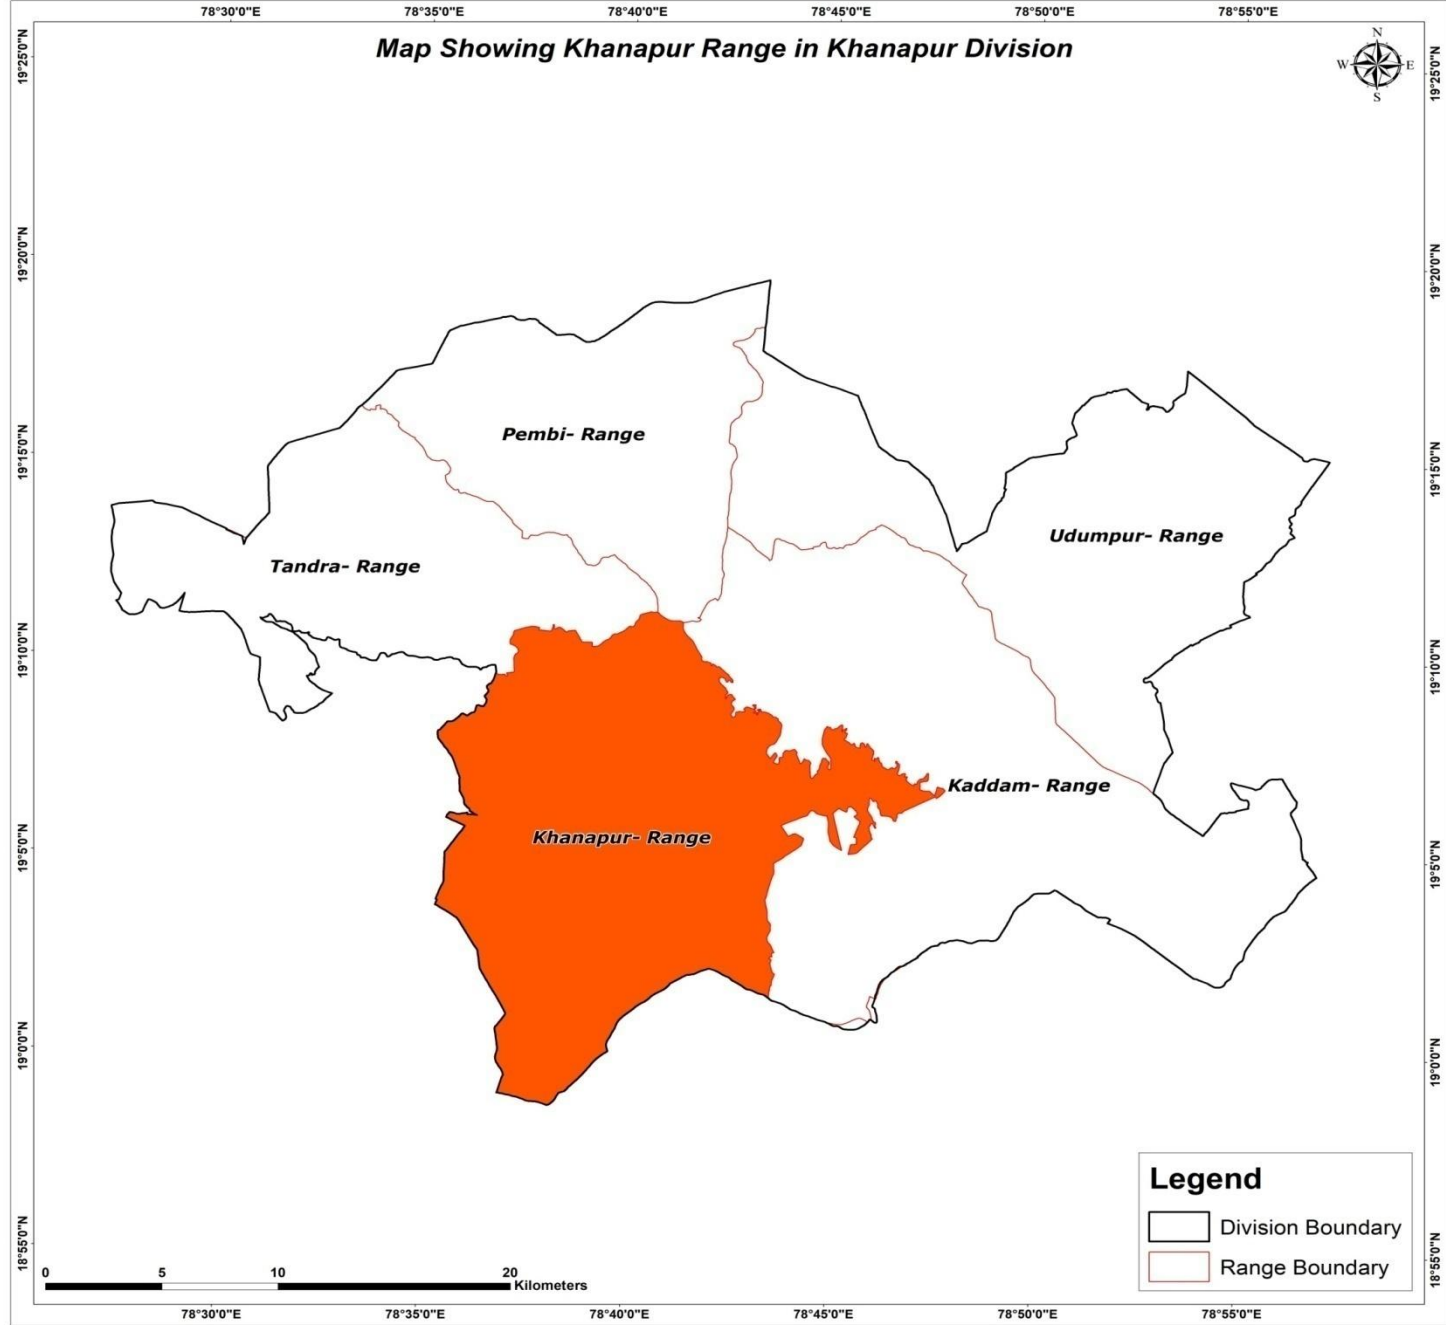 78°30'0"E 78°35'0"E 78°40'0"E 78°45'0"E 78°50'0"E 78°55'0"E
Map Showing Khanapur Range in Khanapur Division
N
W E
S
19°25'0"N 19°25'0"N
19°20'0"N 19°20'0"N
Pembi- Range
19°15'0"N 19°15'0"N
Udumpur- Range
Tandra- Range
19°10'0"N 19°10'0"N
Kaddam- Range
Khanapur- Range
19°5'0"N 19°5'0"N
19°0'0"N 19°0'0"N
Legend
Division Boundary
Range Boundary
18°55'0"N 18°55'0"N
0 5 10 20
Kilometers
78°30'0"E 78°35'0"E 78°40'0"E 78°45'0"E 78°50'0"E 78°55'0"E